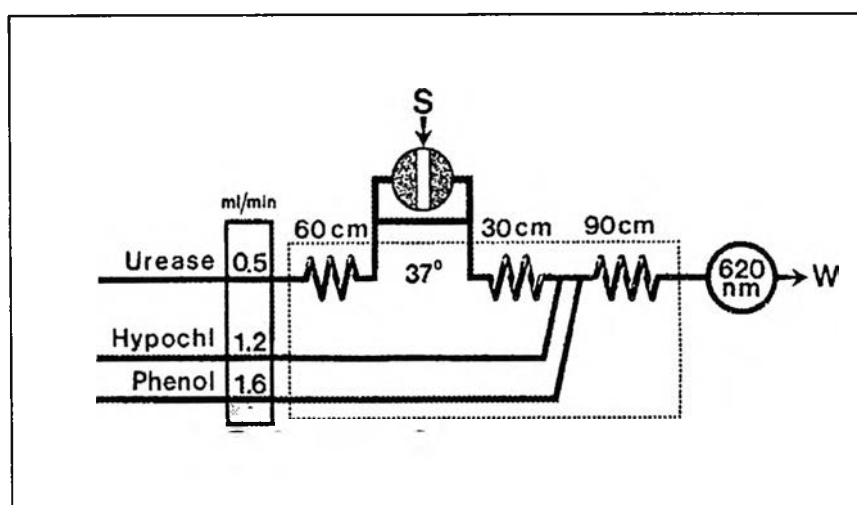 S
ml/min
60 cm
30 cm
90 cm
Urease 0.5
37°
620 nm
W
Hypochl 1.2
Phenol 1.6